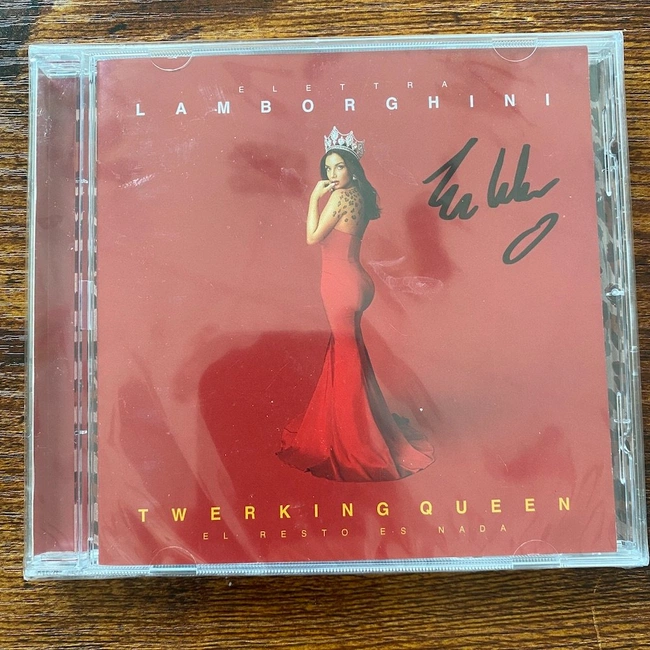 ELETTRA
LAMBORGHINI
TWERKING QUEEN
EL RESTO ES NADA